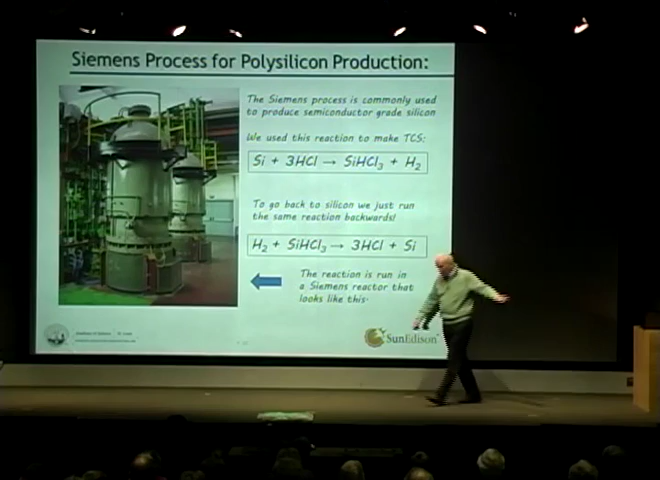 Siemens Process for Polysilicon Production:
The Siemens process is commonly used
to produce semiconductor grade silicon
We used this reaction to make TCS:
Si + 3HCl → SiHCl₃ + H₂
To go back to silicon we just run
the same reaction backwards!
H₂ + SiHCl₃ → 3HCl + Si
The reaction is run in
a Siemens reactor that
looks like this.
SunEdison